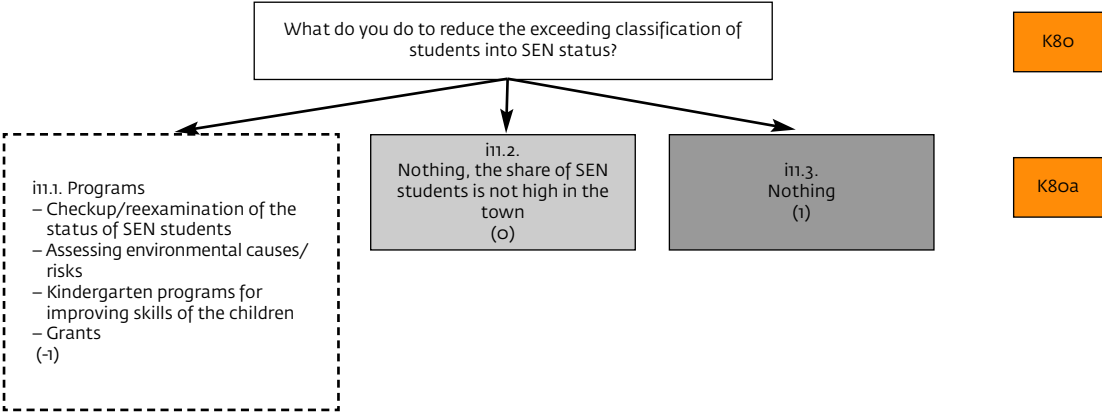 What do you do to reduce the exceeding classification of
students into SEN status?
K80
i11.1. Programs
– Checkup/reexamination of the
status of SEN students
– Assessing environmental causes/
risks
– Kindergarten programs for
improving skills of the children
– Grants
(-1)
i11.2.
Nothing, the share of SEN
students is not high in the
town
(0)
i11.3.
Nothing
(1)
K80a